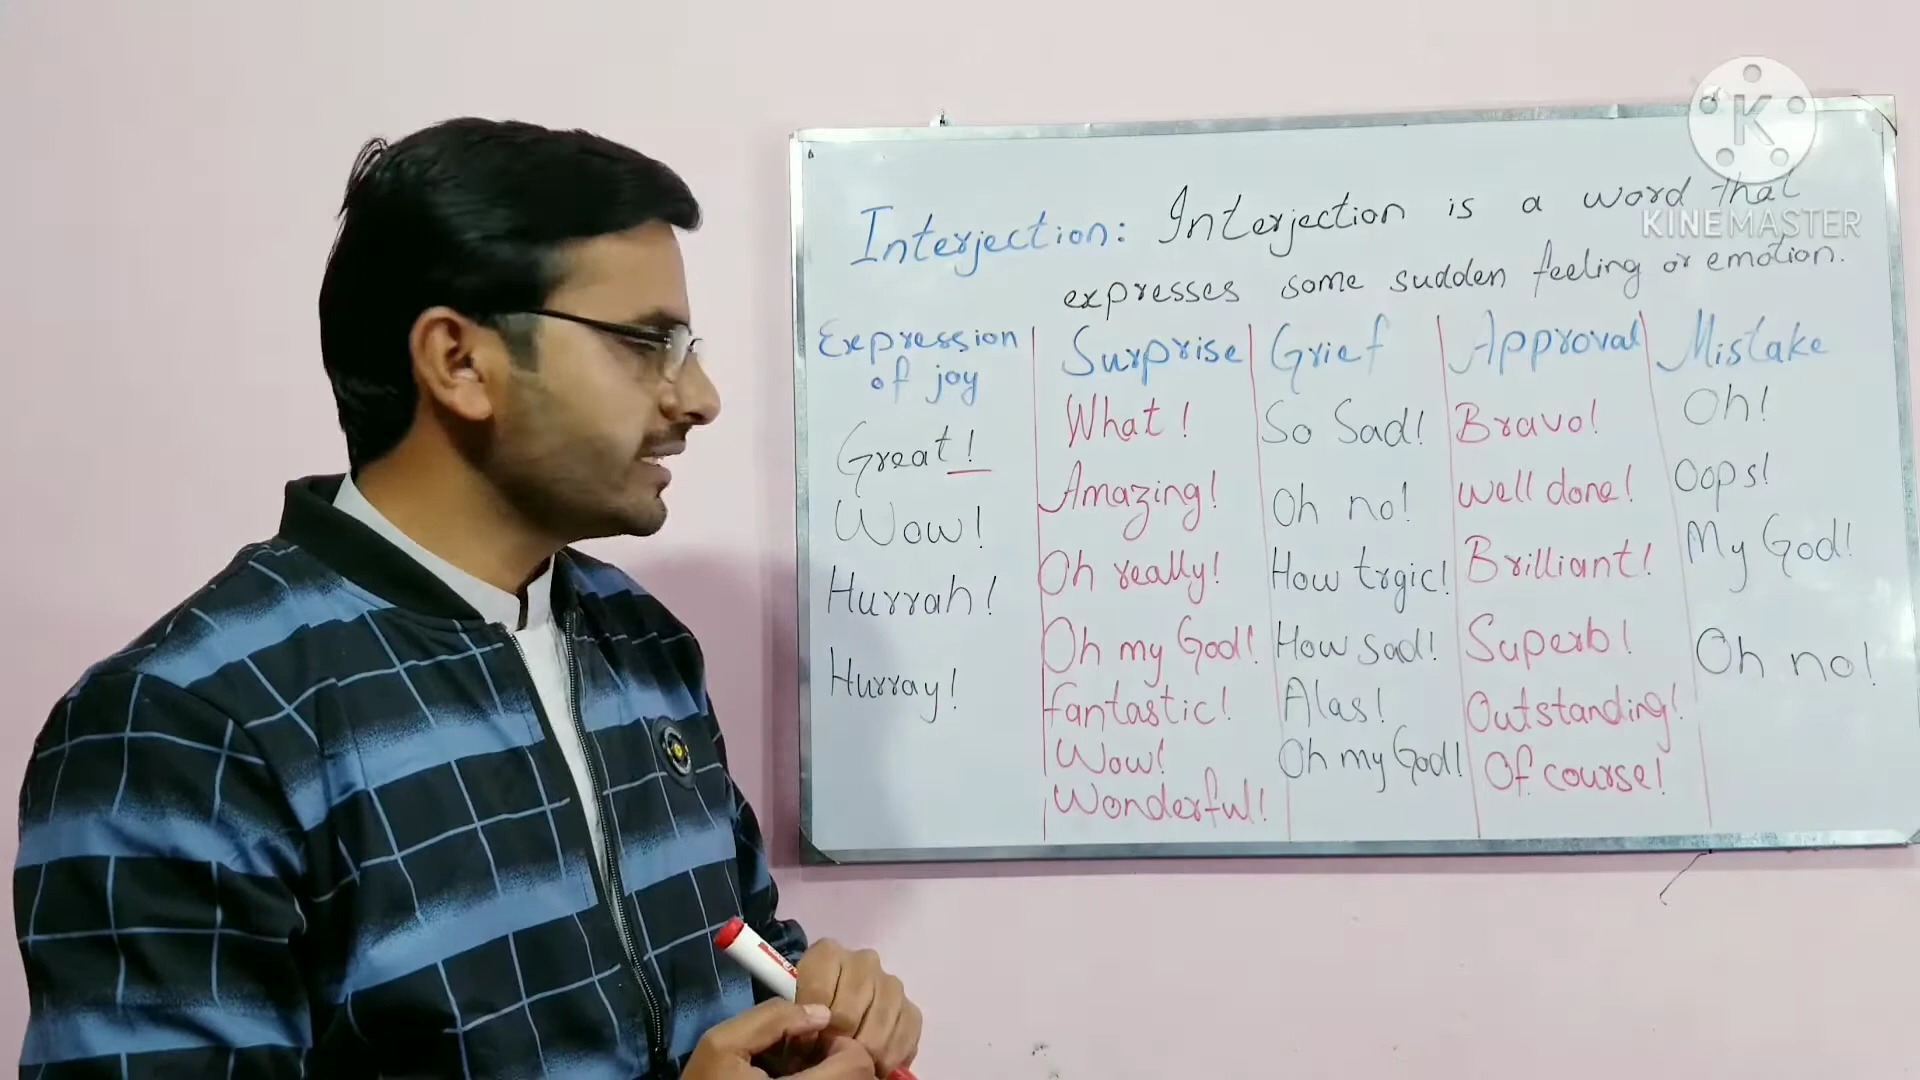 K
KINEMASTER
Interjection: Interjection is a word that
expresses some sudden feeling or emotion.
Expression
of joy
Great!
Wow!
Hurrah!
Hurray!
Surprise
What!
Amazing!
Oh really!
Oh my God!
fantastic!
Wow!
Wonderful!
Grief
So Sad!
Oh no!
How trgic!
How sad!
Alas!
Oh my God!
Approval
Bravo!
Well done!
Brilliant!
Superb!
Outstanding!
Of course!
Mistake
Oh!
Oops!
My God!
Oh no!